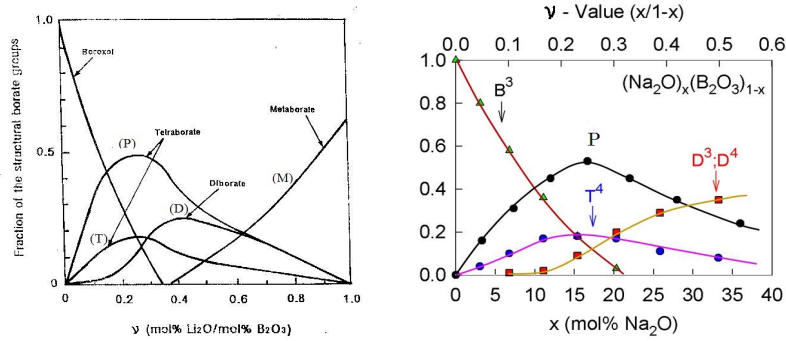 1.0
0.5
0
Fraction of the structural borate groups
Boroxol
Tetraborate
(P)
(T)
Diborate
(D)
Metaborate
(M)
0 0.2 0.4 0.6 0.8 1.0
ν (mol% Li2O/mol% B2O3)
ν - Value (x/1-x)
0.0 0.1 0.2 0.3 0.4 0.5 0.6
1.0
0.8
0.6
0.4
0.2
0.0
(Na2O)x(B2O3)1-x
B3
P
D3;D4
T4
0 5 10 15 20 25 30 35 40
x (mol% Na2O)